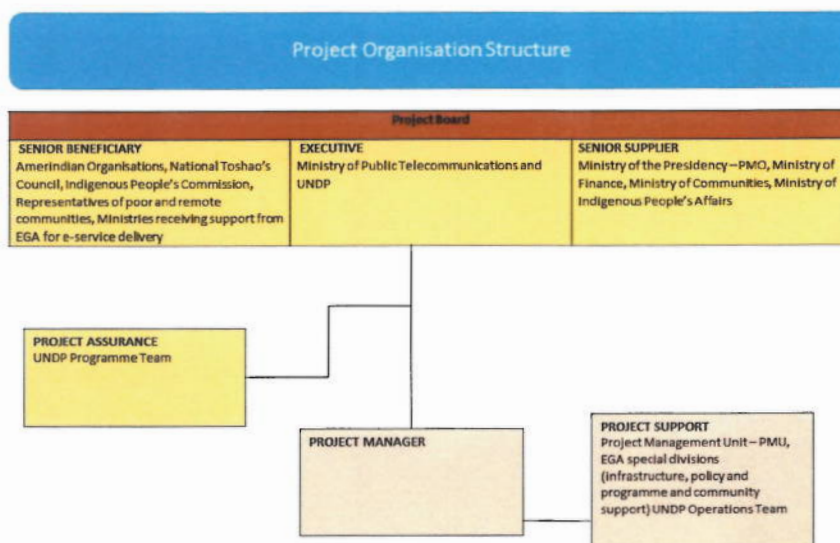 Project Organisation Structure
Project Board
SENIOR BENEFICIARY
Amerindian Organisations, National Toshao's
Council, Indigenous People's Commission,
Representatives of poor and remote
communities, Ministries receiving support from
EGA for e-service delivery
EXECUTIVE
Ministry of Public Telecommunications and
UNDP
SENIOR SUPPLIER
Ministry of the Presidency–PMO, Ministry of
Finance, Ministry of Communities, Ministry of
Indigenous People's Affairs
PROJECT ASSURANCE
UNDP Programme Team
PROJECT MANAGER
PROJECT SUPPORT
Project Management Unit – PMU,
EGA special divisions
(infrastructure, policy and
programme and community
support) UNDP Operations Team